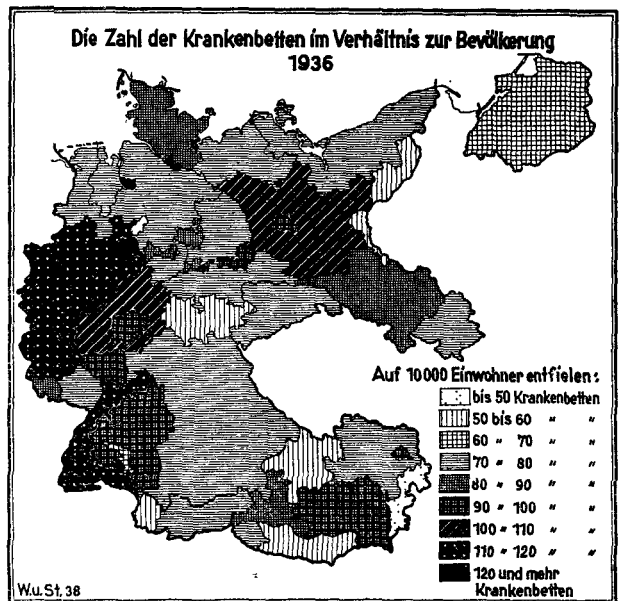 Die Zahl der Krankenbetten im Verhältnis zur Bevölkerung
1936
Auf 10000 Einwohner entfielen:
bis 50 Krankenbetten
50 bis 60 " "
60 " 70 " "
70 " 80 " "
80 " 90 " "
90 " 100 " "
100 " 110 " "
110 " 120 " "
120 und mehr
Krankenbetten
W.u.St, 38